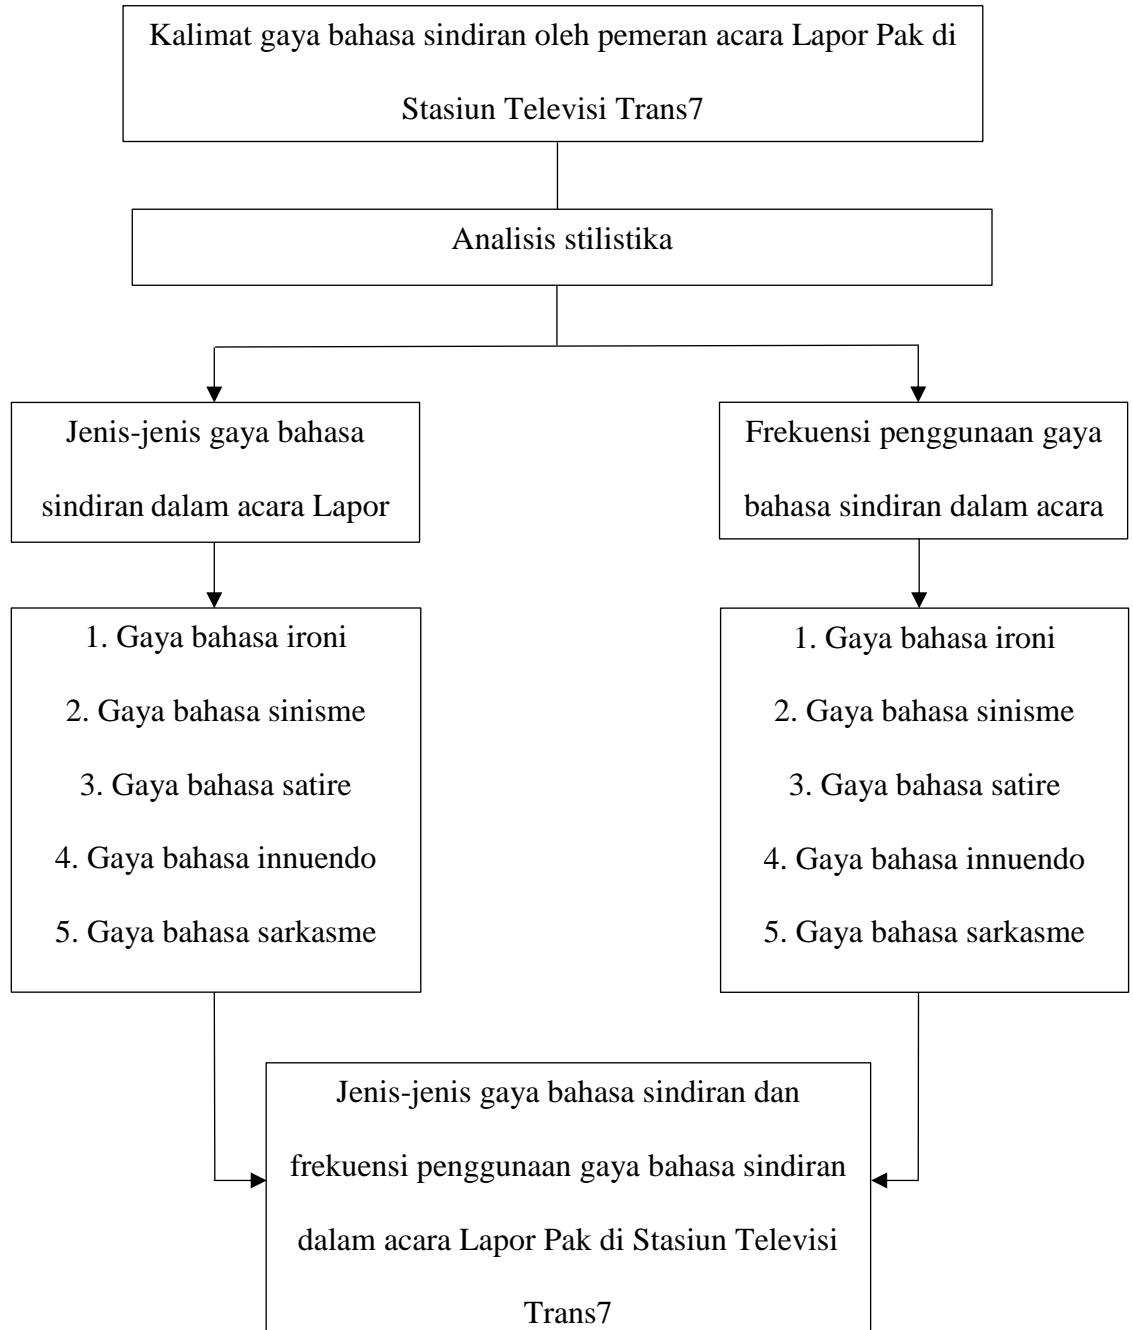 Kalimat gaya bahasa sindiran oleh pemeran acara Lapor Pak di
Stasiun Televisi Trans7
Analisis stilistika
Jenis-jenis gaya bahasa
sindiran dalam acara Lapor
Frekuensi penggunaan gaya
bahasa sindiran dalam acara
1. Gaya bahasa ironi
2. Gaya bahasa sinisme
3. Gaya bahasa satire
4. Gaya bahasa innuendo
5. Gaya bahasa sarkasme
1. Gaya bahasa ironi
2. Gaya bahasa sinisme
3. Gaya bahasa satire
4. Gaya bahasa innuendo
5. Gaya bahasa sarkasme
Jenis-jenis gaya bahasa sindiran dan
frekuensi penggunaan gaya bahasa sindiran
dalam acara Lapor Pak di Stasiun Televisi
Trans7